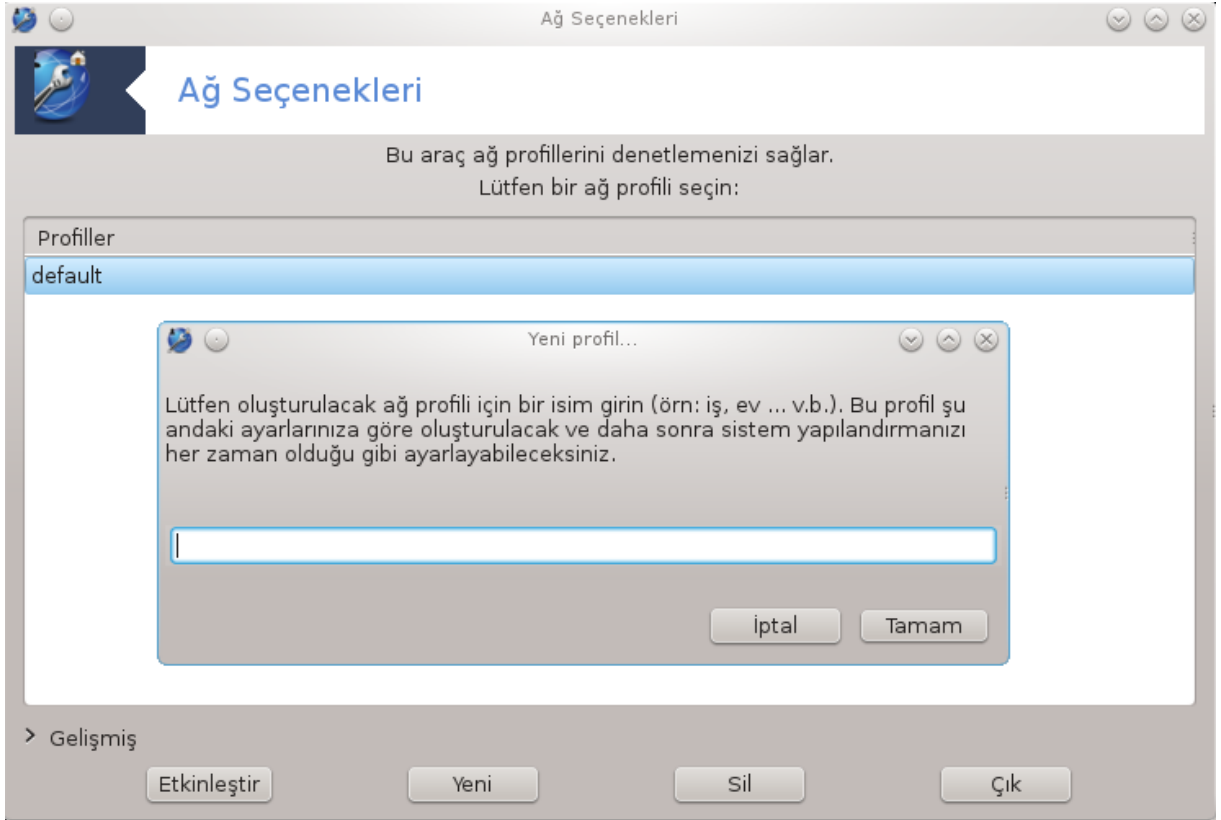 Ağ Seçenekleri
Ağ Seçenekleri
Bu araç ağ profillerini denetlemenizi sağlar.
Lütfen bir ağ profili seçin:
Profiller
default
Yeni profil...
Lütfen oluşturulacak ağ profili için bir isim girin (örn: iş, ev ... v.b.). Bu profil şu
andaki ayarlarınıza göre oluşturulacak ve daha sonra sistem yapılandırmanızı
her zaman olduğu gibi ayarlayabileceksiniz.
İptal Tamam
> Gelişmiş
Etkinleştir Yeni Sil Çık